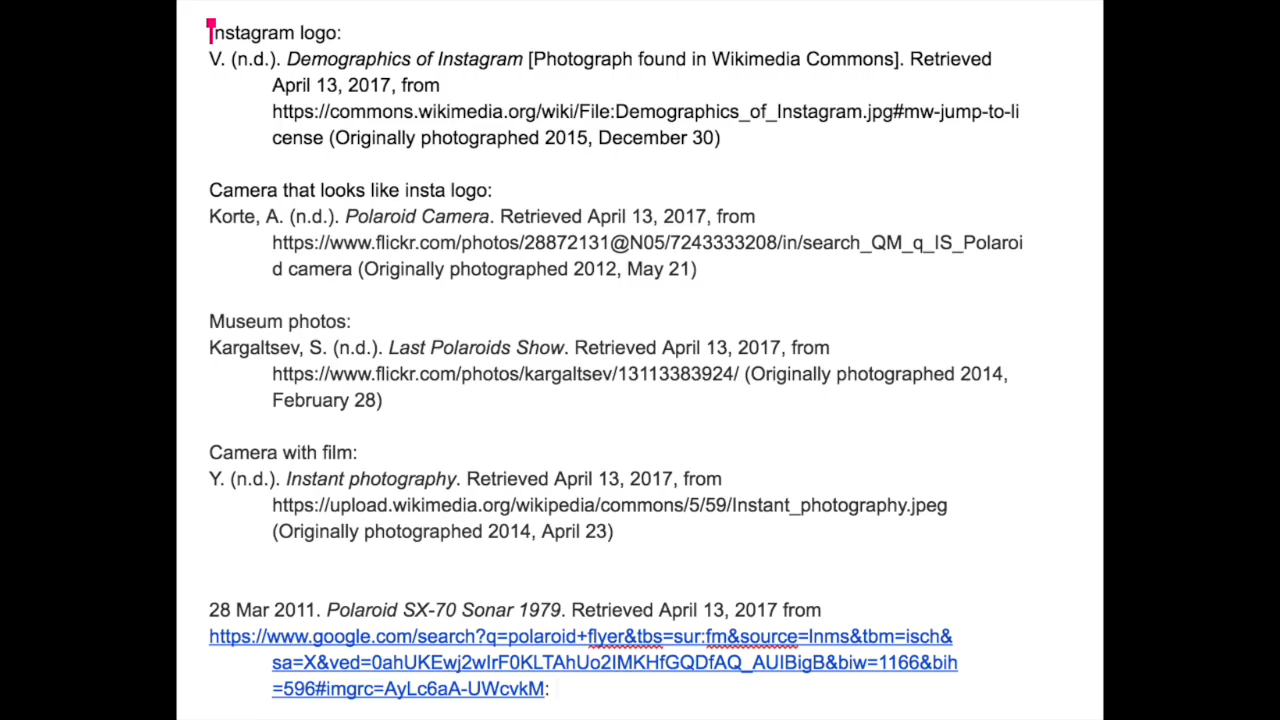 Instagram logo:
V. (n.d.). Demographics of Instagram [Photograph found in Wikimedia Commons]. Retrieved
April 13, 2017, from
https://commons.wikimedia.org/wiki/File:Demographics_of_Instagram.jpg#mw-jump-to-li
cense (Originally photographed 2015, December 30)
Camera that looks like insta logo:
Korte, A. (n.d.). Polaroid Camera. Retrieved April 13, 2017, from
https://www.flickr.com/photos/28872131@N05/7243333208/in/search_QM_q_IS_Polaroi
d camera (Originally photographed 2012, May 21)
Museum photos:
Kargaltsev, S. (n.d.). Last Polaroids Show. Retrieved April 13, 2017, from
https://www.flickr.com/photos/kargaltsev/13113383924/ (Originally photographed 2014,
February 28)
Camera with film:
Y. (n.d.). Instant photography. Retrieved April 13, 2017, from
https://upload.wikimedia.org/wikipedia/commons/5/59/Instant_photography.jpeg
(Originally photographed 2014, April 23)
28 Mar 2011. Polaroid SX-70 Sonar 1979. Retrieved April 13, 2017 from
https://www.google.com/search?q=polaroid+flyer&tbs=sur:fm&source=lnms&tbm=isch&
sa=X&ved=0ahUKEwj2wIrF0KLTAhUo2IMKHfGQDfAQ_AUIBigB&biw=1166&bih
=596#imgrc=AyLc6aA-UWcvkM: